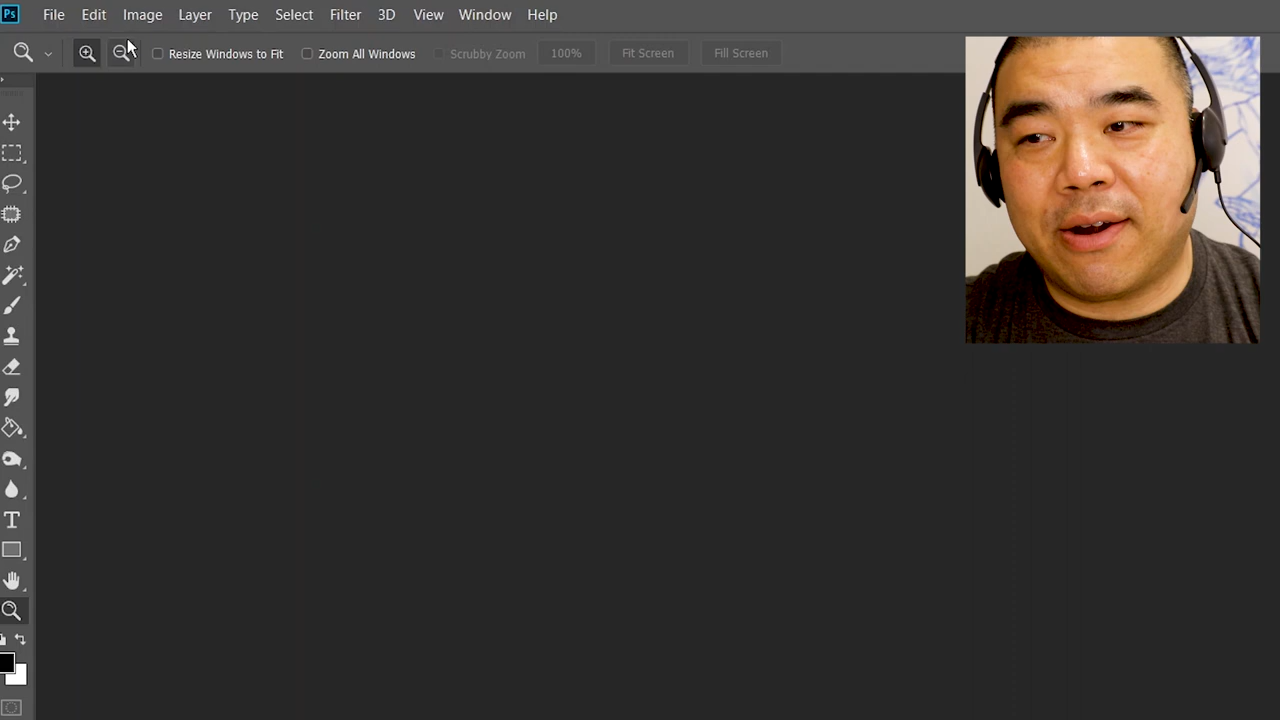 Ps File Edit Image Layer Type Select Filter 3D View Window Help
Resize Windows to Fit Zoom All Windows Scrubby Zoom 100% Fit Screen Fill Screen
T